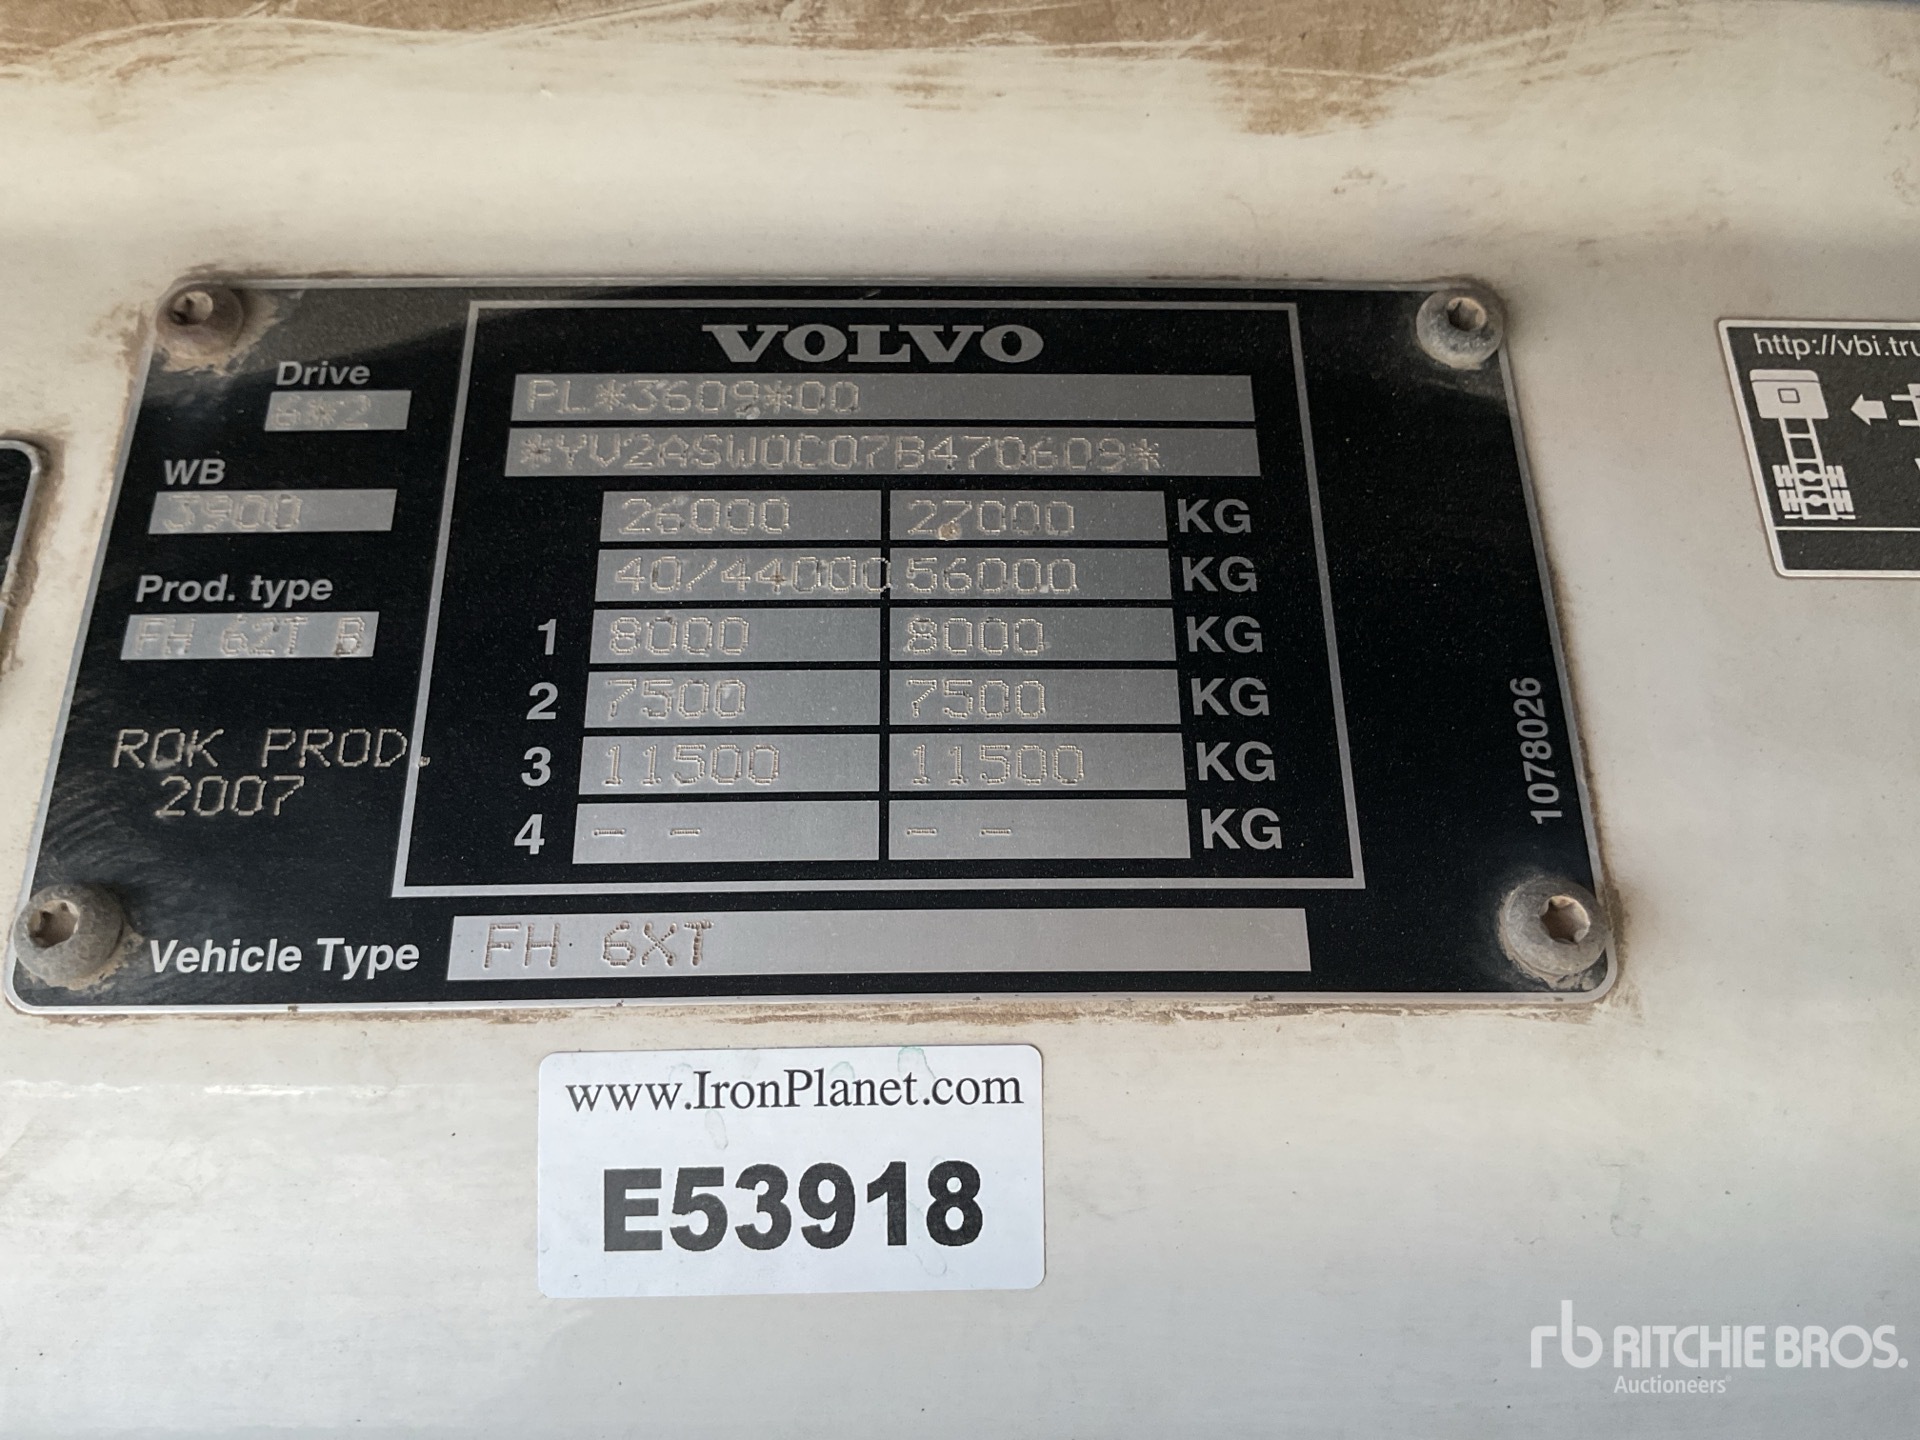 VOLVO
Drive
6*2
PL*3609*00
*YV2ASW0C07B470609*
WB
3900
26000 27000 KG
40/44000 56000 KG
Prod. type
FH 62T B
1 8000 8000 KG
2 7500 7500 KG
ROK PROD.
2007
3 11500 11500 KG
4 - - - - KG
1078026
Vehicle Type FH 6XT
http://vbi.tru
www.IronPlanet.com
E53918
rb RITCHIE BROS.
Auctioneers